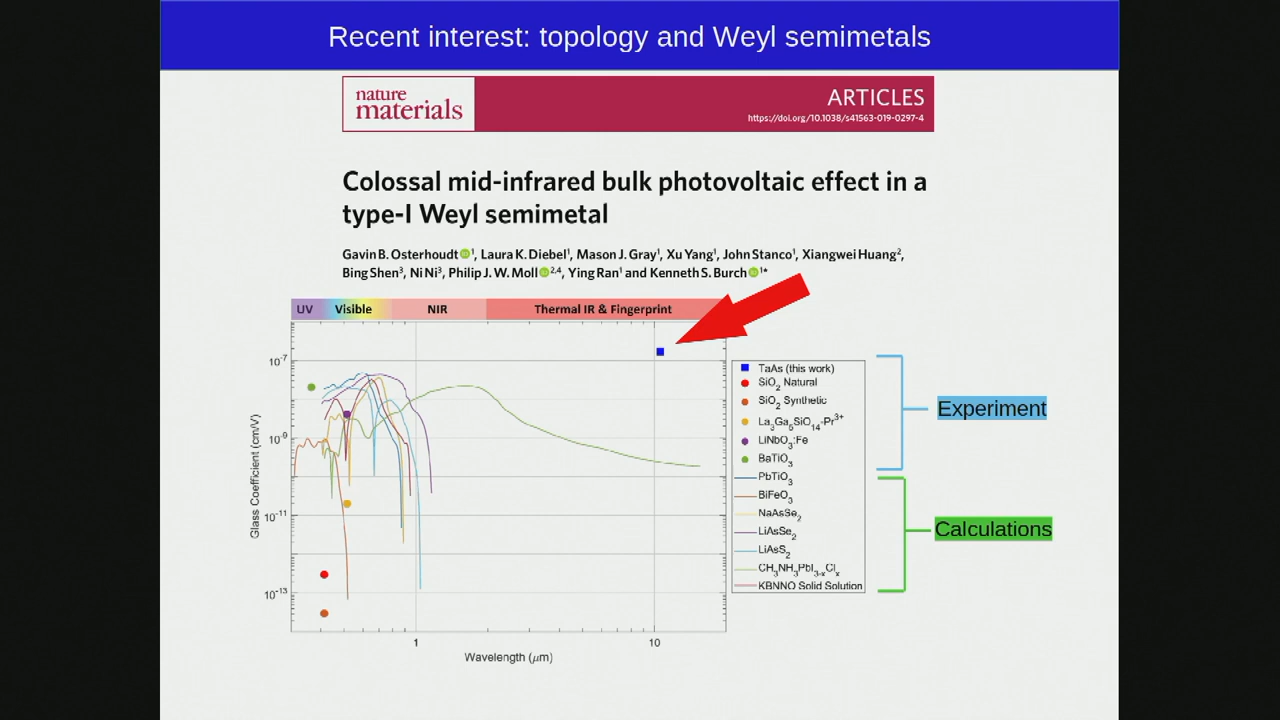 Recent interest: topology and Weyl semimetals
nature
materials
ARTICLES
https://doi.org/10.1038/s41563-019-0297-4
Colossal mid-infrared bulk photovoltaic effect in a
type-I Weyl semimetal
Gavin B. Osterhoudt¹, Laura K. Diebel¹, Mason J. Gray¹, Xu Yang¹, John Stanco¹, Xiangwei Huang²,
Bing Shen³, Ni Ni³, Philip J. W. Moll²,⁴, Ying Ran¹ and Kenneth S. Burch¹*
UV Visible NIR Thermal IR & Fingerprint
10⁻⁷
10⁻⁹
10⁻¹¹
10⁻¹³
Glass Coefficient (cm/V)
1 10
Wavelength (μm)
TaAs (this work)
SiO₂ Natural
SiO₂ Synthetic
La₃Ga₅SiO₁₄:Pr³⁺
LiNbO₃:Fe
BaTiO₃
PbTiO₃
BiFeO₃
NaAsSe₂
LiAsSe₂
LiAsS₂
CH₃NH₃PbI₃₋ₓClₓ
KBNNO Solid Solution
Experiment
Calculations